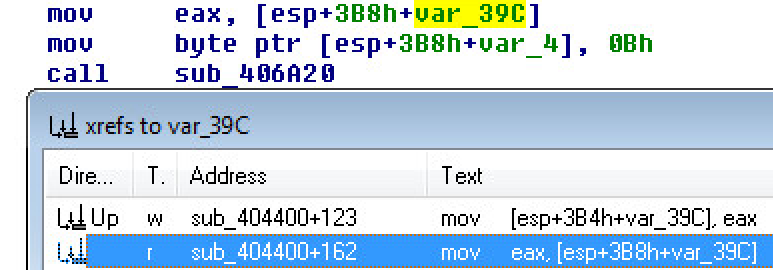 mov eax, [esp+3B8h+var_39C]
mov byte ptr [esp+3B8h+var_4], 0Bh
call sub_406A20
xrefs to var_39C
Dire... T. Address Text
Up w sub_404400+123 mov [esp+3B4h+var_39C], eax
r sub_404400+162 mov eax, [esp+3B8h+var_39C]